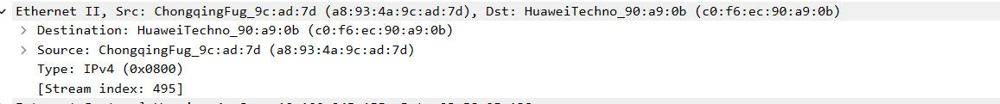 Ethernet II, Src: ChongqingFug_9c:ad:7d (a8:93:4a:9c:ad:7d), Dst: HuaweiTechno_90:a9:0b (c0:f6:ec:90:a9:0b)
Destination: HuaweiTechno_90:a9:0b (c0:f6:ec:90:a9:0b)
Source: ChongqingFug_9c:ad:7d (a8:93:4a:9c:ad:7d)
Type: IPv4 (0x0800)
[Stream index: 495]